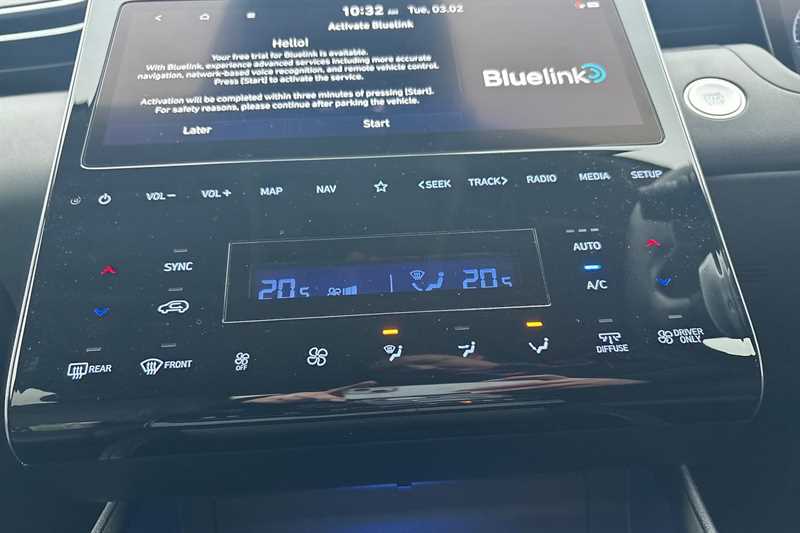 10:32 AM Tue, 03.02
Activate Bluelink
Hello!
Your free trial for Bluelink is available.
With Bluelink, experience advanced services including more accurate
navigation, network-based voice recognition, and remote vehicle control.
Press [Start] to activate the service.
Activation will be completed within three minutes of pressing [Start].
For safety reasons, please continue after parking the vehicle.
Bluelink
Later Start
VOL− VOL+ MAP NAV <SEEK TRACK> RADIO MEDIA SETUP
SYNC
AUTO
A/C
20.5 20.5
REAR FRONT OFF DIFFUSE DRIVER
ONLY